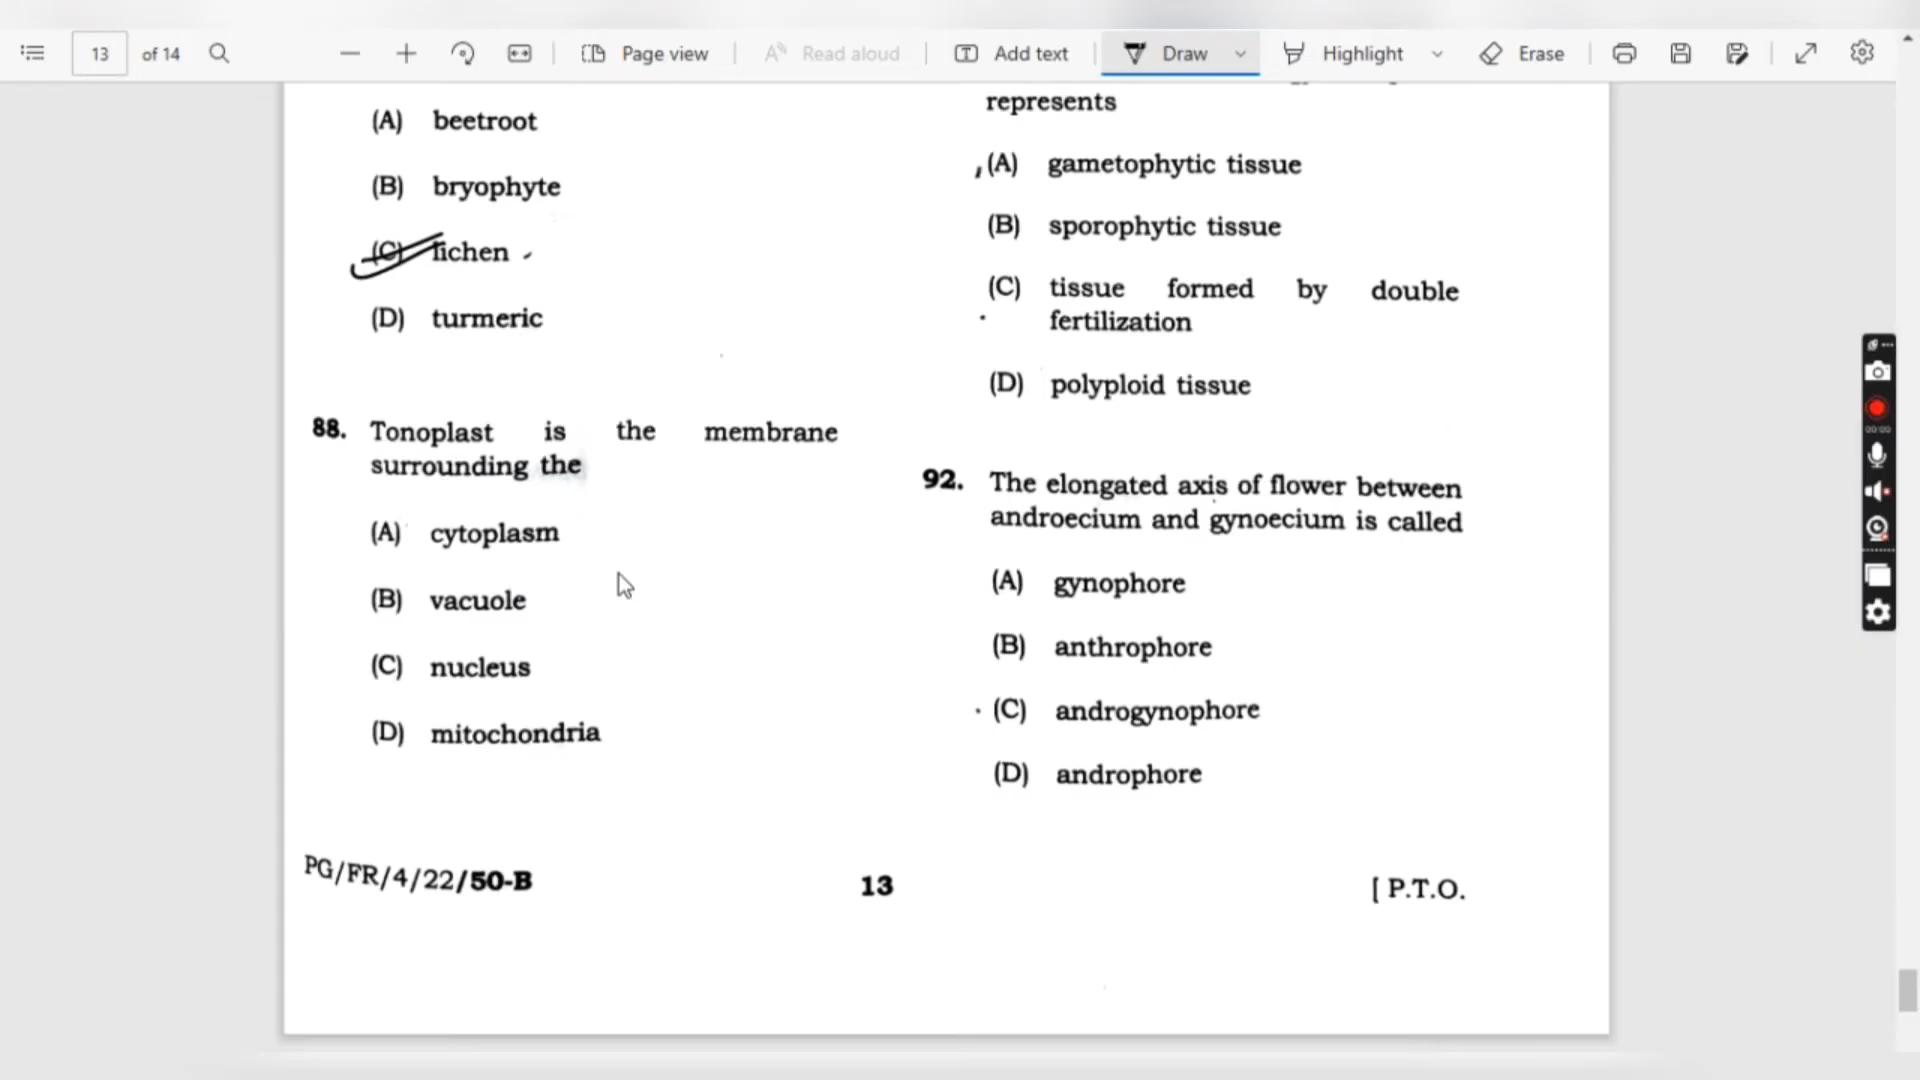 13 of 14 Page view Read aloud Add text Draw Highlight Erase
(A) beetroot
(B) bryophyte
(C) lichen
(D) turmeric
88. Tonoplast is the membrane
surrounding the
(A) cytoplasm
(B) vacuole
(C) nucleus
(D) mitochondria
represents
(A) gametophytic tissue
(B) sporophytic tissue
(C) tissue formed by double
fertilization
(D) polyploid tissue
92. The elongated axis of flower between
androecium and gynoecium is called
(A) gynophore
(B) anthrophore
(C) androgynophore
(D) androphore
PG/FR/4/22/50-B 13 [ P.T.O.
00:00